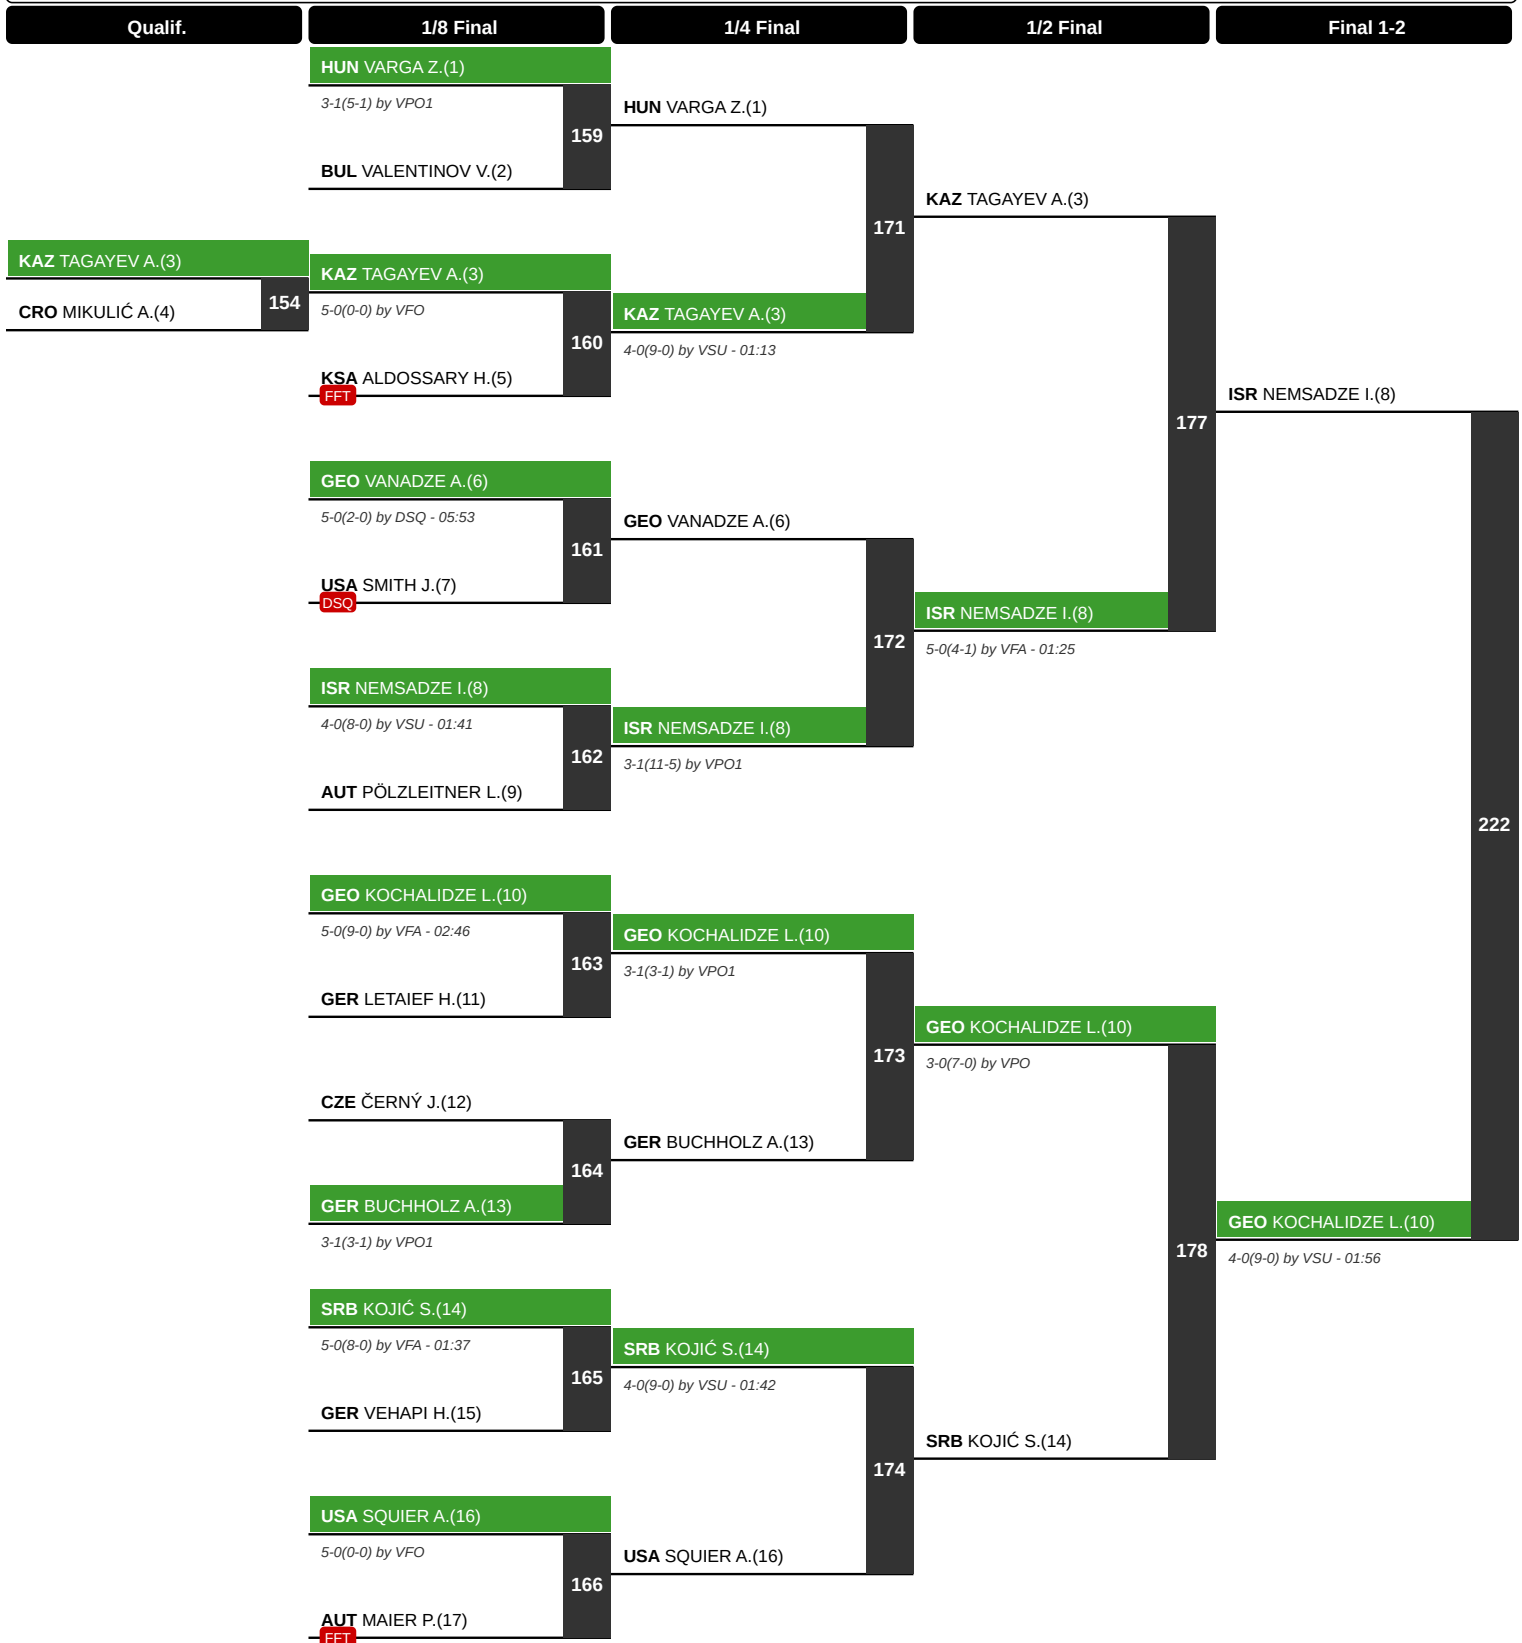 Qualif.
1/8 Final
1/4 Final
1/2 Final
Final 1-2
KAZ TAGAYEV A.(3)
CRO MIKULIĆ A.(4)
154
HUN VARGA Z.(1)
3-1(5-1) by VPO1
159
BUL VALENTINOV V.(2)
KAZ TAGAYEV A.(3)
5-0(0-0) by VFO
160
KSA ALDOSSARY H.(5)
FFT
GEO VANADZE A.(6)
5-0(2-0) by DSQ - 05:53
161
USA SMITH J.(7)
DSQ
ISR NEMSADZE I.(8)
4-0(8-0) by VSU - 01:41
162
AUT PÖLZLEITNER L.(9)
GEO KOCHALIDZE L.(10)
5-0(9-0) by VFA - 02:46
163
GER LETAIEF H.(11)
CZE ČERNÝ J.(12)
164
GER BUCHHOLZ A.(13)
3-1(3-1) by VPO1
SRB KOJIĆ S.(14)
5-0(8-0) by VFA - 01:37
165
GER VEHAPI H.(15)
USA SQUIER A.(16)
5-0(0-0) by VFO
166
AUT MAIER P.(17)
FFT
HUN VARGA Z.(1)
171
KAZ TAGAYEV A.(3)
4-0(9-0) by VSU - 01:13
GEO VANADZE A.(6)
172
ISR NEMSADZE I.(8)
3-1(11-5) by VPO1
GEO KOCHALIDZE L.(10)
3-1(3-1) by VPO1
173
GER BUCHHOLZ A.(13)
SRB KOJIĆ S.(14)
4-0(9-0) by VSU - 01:42
174
USA SQUIER A.(16)
KAZ TAGAYEV A.(3)
177
ISR NEMSADZE I.(8)
5-0(4-1) by VFA - 01:25
GEO KOCHALIDZE L.(10)
3-0(7-0) by VPO
178
SRB KOJIĆ S.(14)
ISR NEMSADZE I.(8)
222
GEO KOCHALIDZE L.(10)
4-0(9-0) by VSU - 01:56